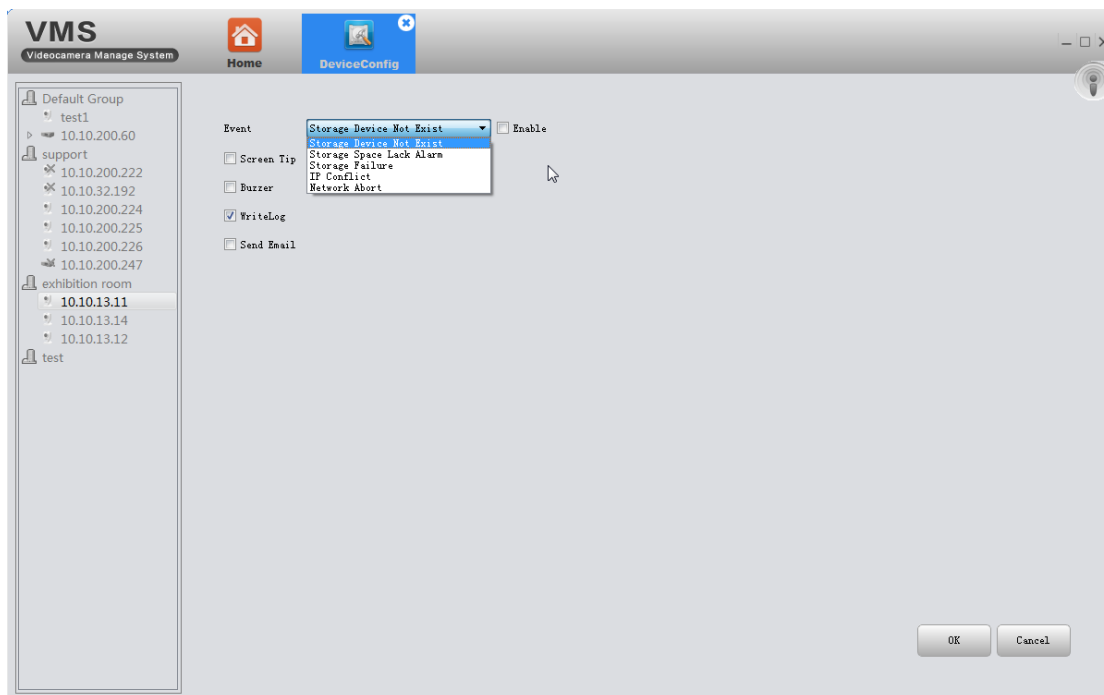 VMS
Videocamera Manage System
Home
DeviceConfig
Default Group
test1
10.10.200.60
support
10.10.200.222
10.10.32.192
10.10.200.224
10.10.200.225
10.10.200.226
10.10.200.247
exhibition room
10.10.13.11
10.10.13.14
10.10.13.12
test
Event Storage Device Not Exist Enable
Storage Device Not Exist
Storage Space Lack Alarm
Storage Failure
IP Conflict
Network Abort
Screen Tip
Buzzer
WriteLog
Send Email
OK Cancel